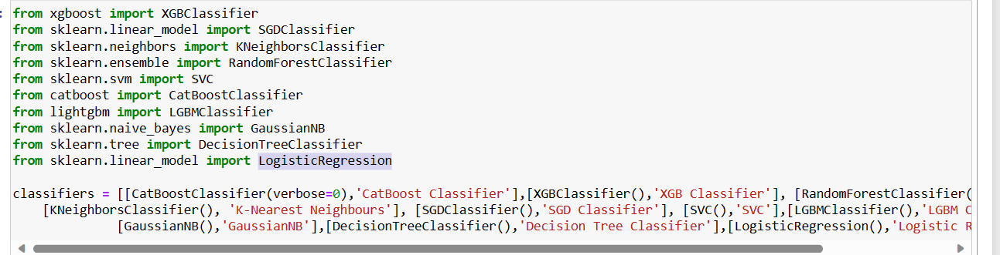 from xgboost import XGBClassifier
from sklearn.linear_model import SGDClassifier
from sklearn.neighbors import KNeighborsClassifier
from sklearn.ensemble import RandomForestClassifier
from sklearn.svm import SVC
from catboost import CatBoostClassifier
from lightgbm import LGBMClassifier
from sklearn.naive_bayes import GaussianNB
from sklearn.tree import DecisionTreeClassifier
from sklearn.linear_model import LogisticRegression
classifiers = [[CatBoostClassifier(verbose=0),'CatBoost Classifier'],[XGBClassifier(),'XGB Classifier'], [RandomForestClassifier(
[KNeighborsClassifier(), 'K-Nearest Neighbours'], [SGDClassifier(),'SGD Classifier'], [SVC(),'SVC'],[LGBMClassifier(),'LGBM C
[GaussianNB(),'GaussianNB'],[DecisionTreeClassifier(),'Decision Tree Classifier'],[LogisticRegression(),'Logistic R